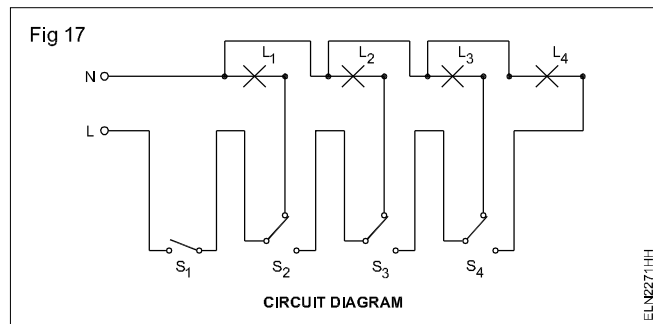 Fig 17
L1 L2 L3 L4
N
L
S1 S2 S3 S4
CIRCUIT DIAGRAM
ELN2271HH